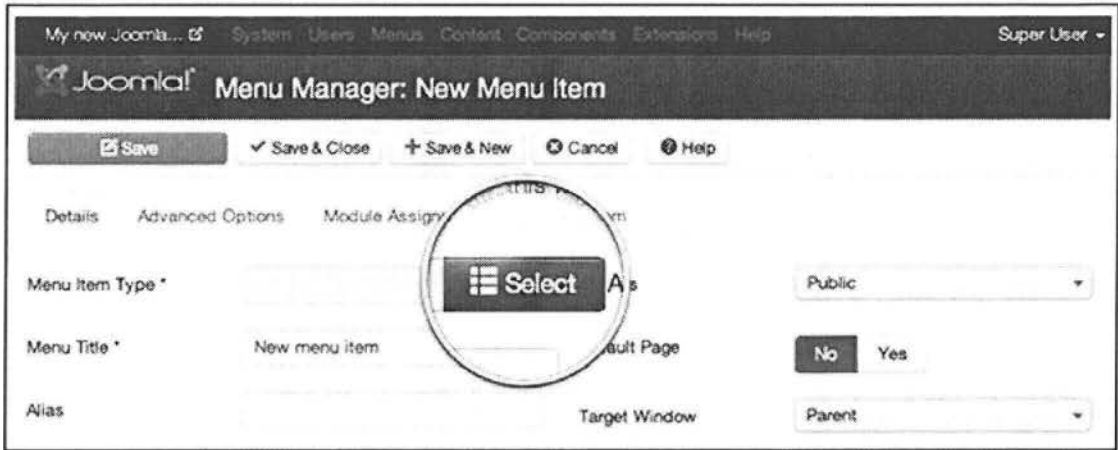 My new Joomla... System Users Menus Content Components Extensions Help Super User
Joomla! Menu Manager: New Menu Item
Save Save & Close Save & New Cancel Help
Details Advanced Options Module
Menu Item Type * Select Public
Menu Title * New menu item Page No Yes
Alias Target Window Parent